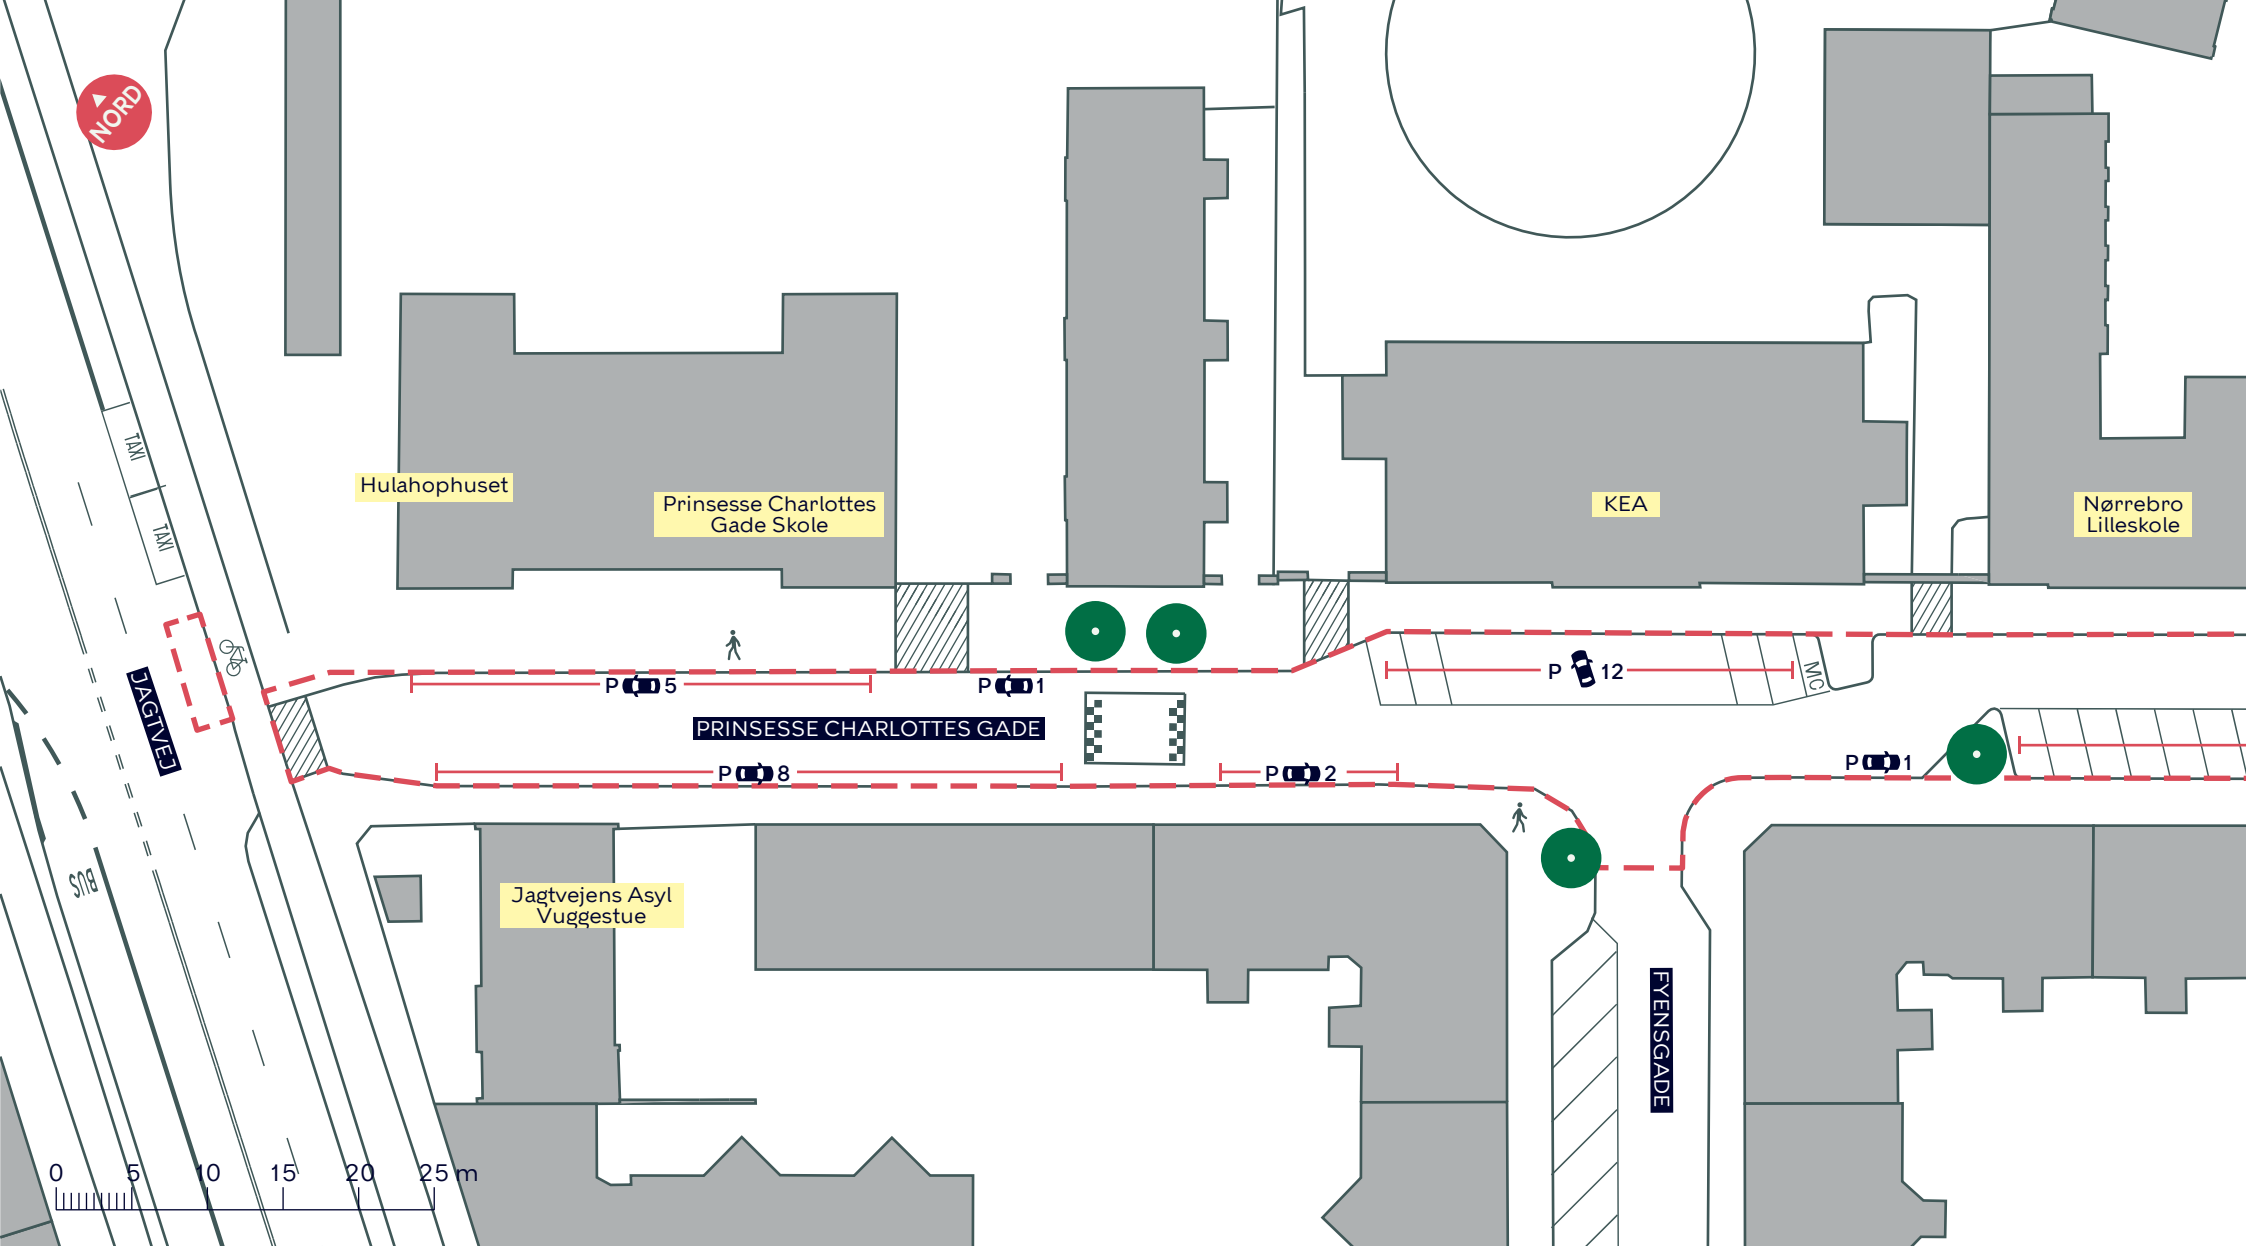 NORD
TAXI
TAXI
Hulahophuset
Prinsesse Charlottes
Gade Skole
KEA
Nørrebro
Lilleskole
JAGTVEJ
P 5
P 1
P 12
MC
PRINSESSE CHARLOTTES GADE
P 8
P 2
P 1
BUS
Jagtvejens Asyl
Vuggestue
FYENSGADE
0 5 10 15 20 25 m